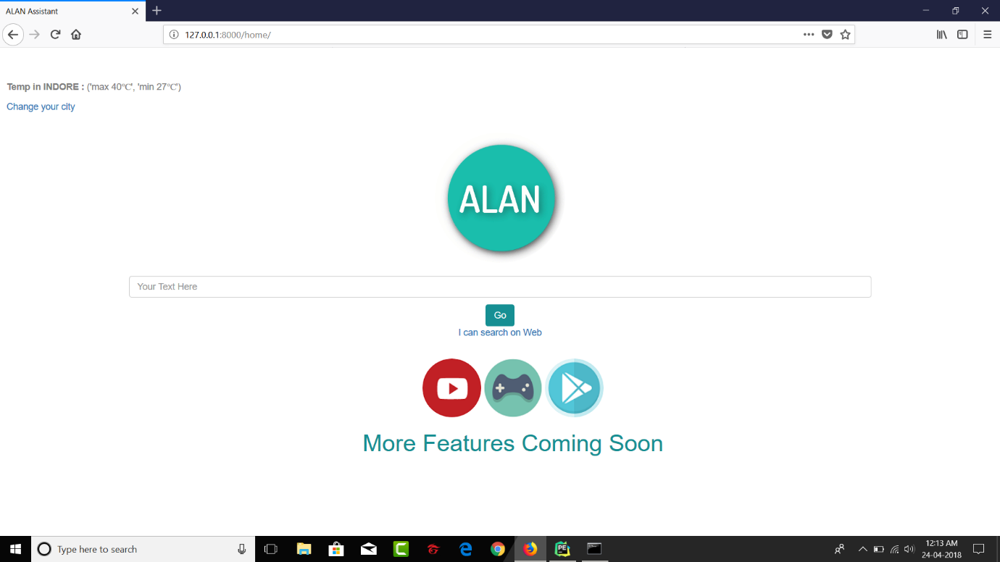 ALAN Assistant
127.0.0.1:8000/home/
Temp in INDORE : ('max 40℃', 'min 27℃')
Change your city
ALAN
Your Text Here
Go
I can search on Web
More Features Coming Soon
Type here to search
PE
12:13 AM
24-04-2018